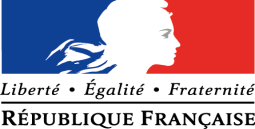 Liberté • Égalité • Fraternité
RÉPUBLIQUE FRANÇAISE